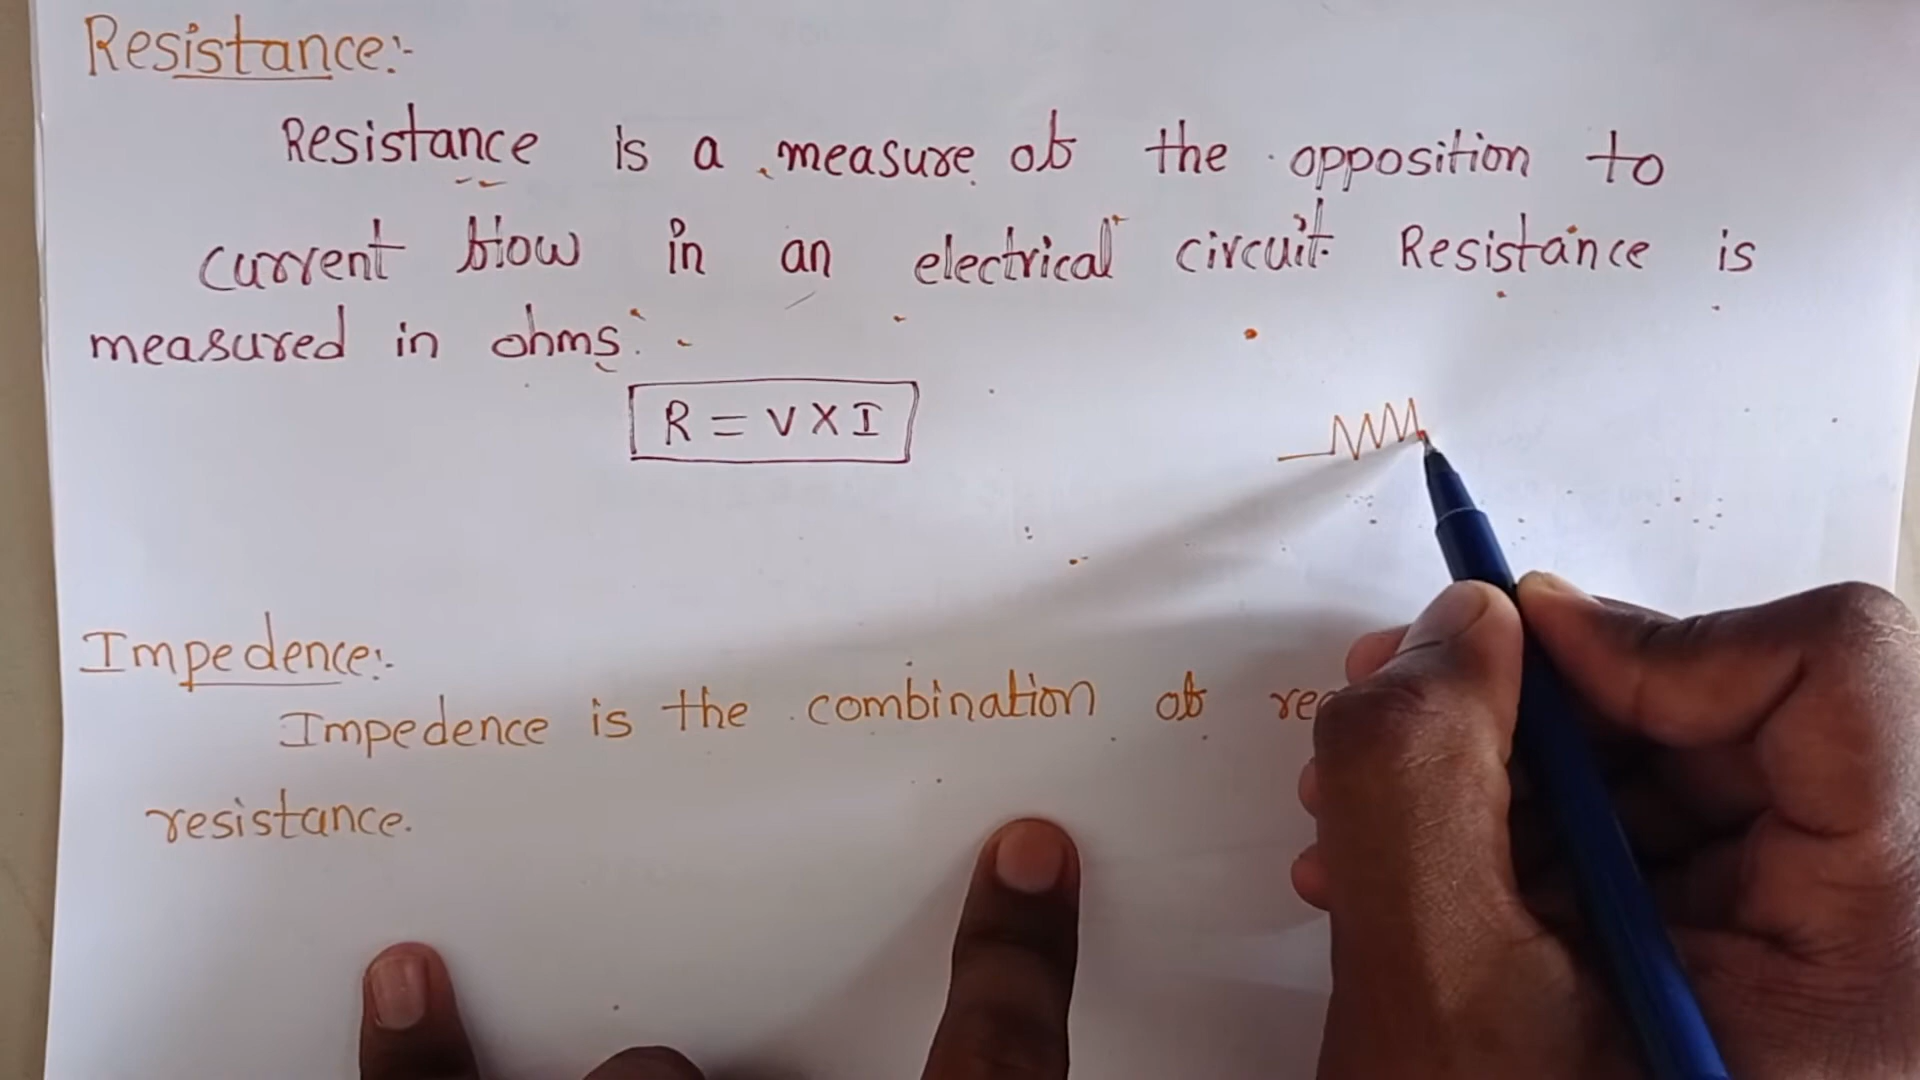 Resistance:-
Resistance is a measure of the opposition to
current flow in an electrical circuit. Resistance is
measured in ohms.
R = V X I
Impedence:-
Impedence is the combination of
resistance.